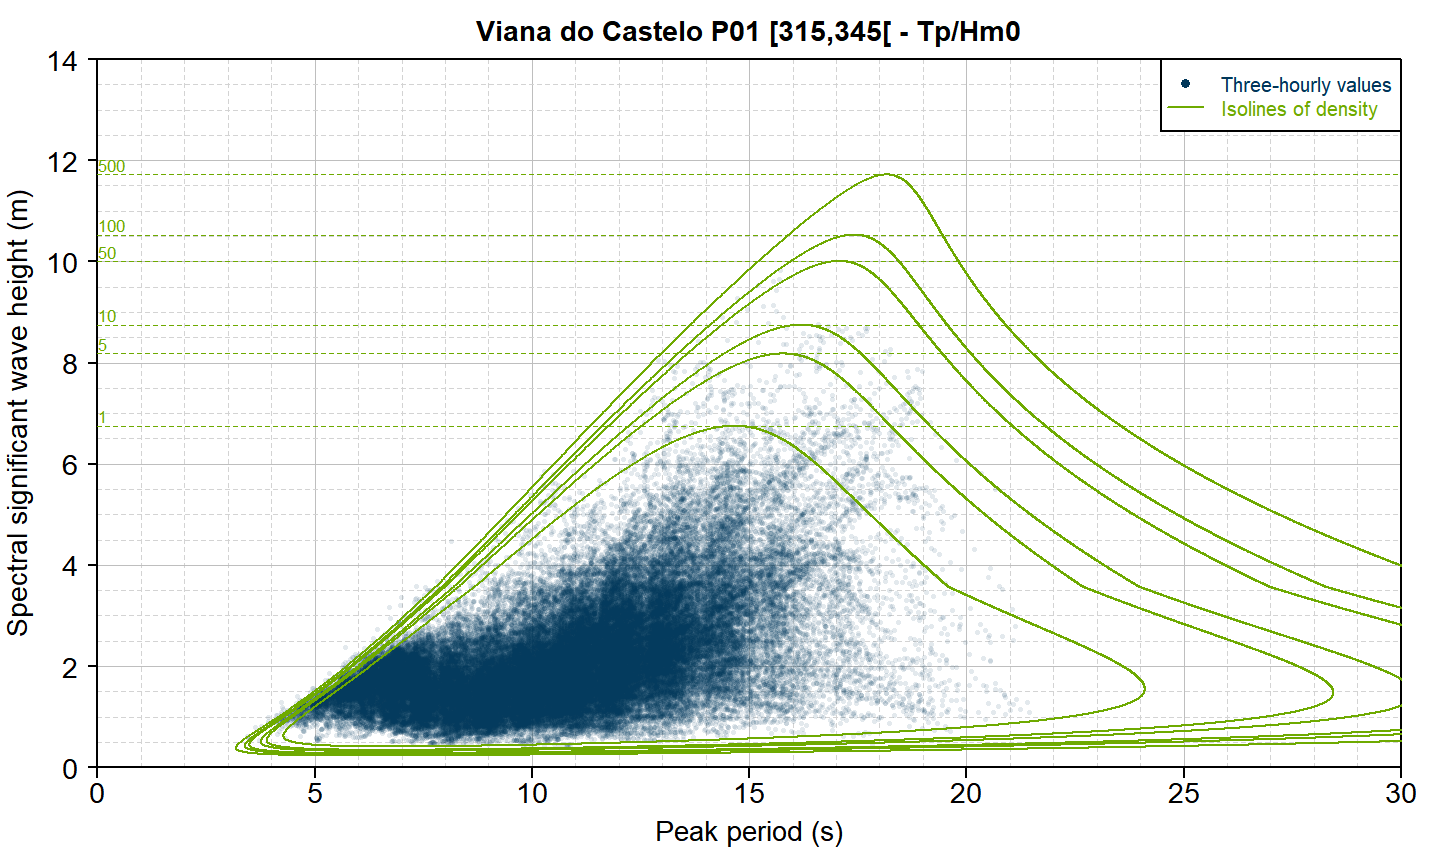 Viana do Castelo P01 [315,345[ - Tp/Hm0
Three-hourly values
Isolines of density
Spectral significant wave height (m)
14
12
10
8
6
4
2
0
500
100
50
10
5
1
0 5 10 15 20 25 30
Peak period (s)